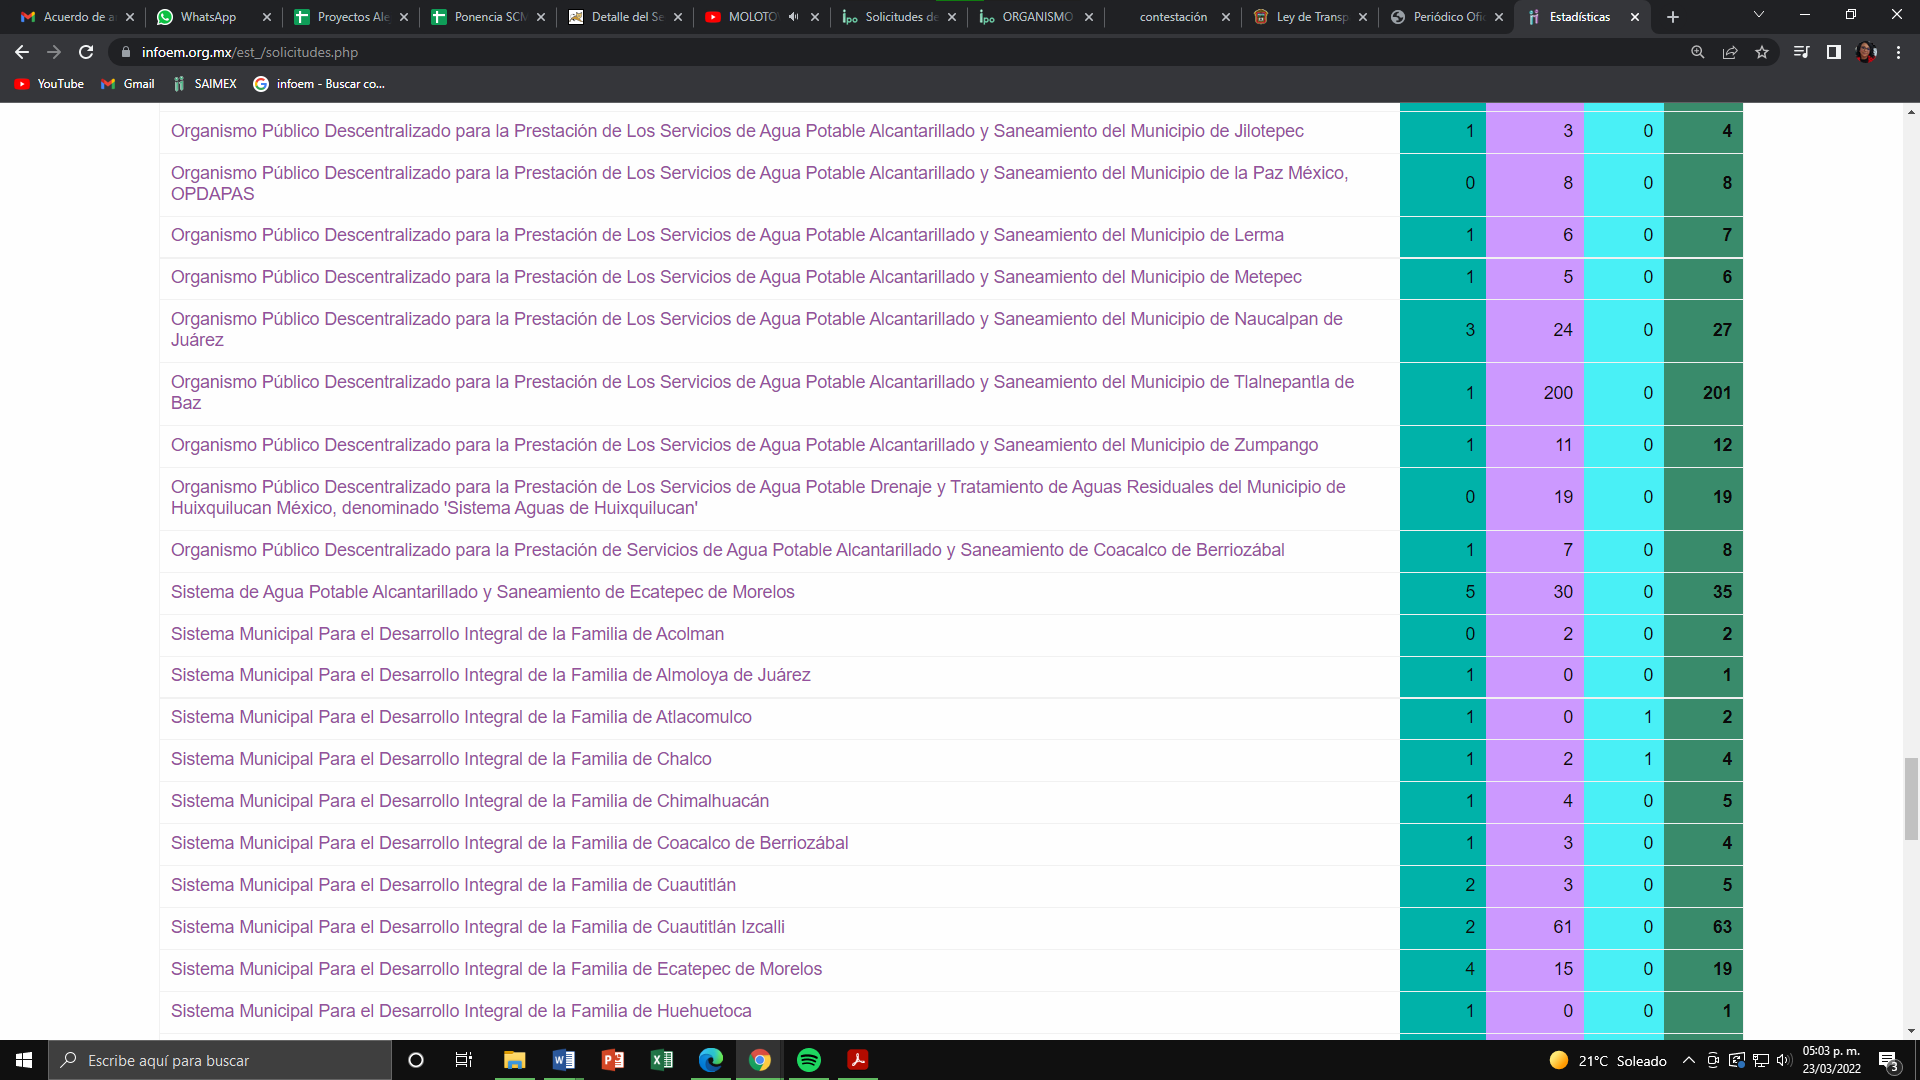 Acuerdo de a
WhatsApp
Proyectos Ale
Ponencia SCM
Detalle del Se
MOLOTO
Solicitudes de
ORGANISMO
contestación
Ley de Transp
Periódico Ofic
Estadísticas
infoem.org.mx/est_/solicitudes.php
YouTube
Gmail
SAIMEX
infoem - Buscar co...
Organismo Público Descentralizado para la Prestación de Los Servicios de Agua Potable Alcantarillado y Saneamiento del Municipio de Jilotepec 1 3 0 4
Organismo Público Descentralizado para la Prestación de Los Servicios de Agua Potable Alcantarillado y Saneamiento del Municipio de la Paz México,
OPDAPAS 0 8 0 8
Organismo Público Descentralizado para la Prestación de Los Servicios de Agua Potable Alcantarillado y Saneamiento del Municipio de Lerma 1 6 0 7
Organismo Público Descentralizado para la Prestación de Los Servicios de Agua Potable Alcantarillado y Saneamiento del Municipio de Metepec 1 5 0 6
Organismo Público Descentralizado para la Prestación de Los Servicios de Agua Potable Alcantarillado y Saneamiento del Municipio de Naucalpan de
Juárez 3 24 0 27
Organismo Público Descentralizado para la Prestación de Los Servicios de Agua Potable Alcantarillado y Saneamiento del Municipio de Tlalnepantla de
Baz 1 200 0 201
Organismo Público Descentralizado para la Prestación de Los Servicios de Agua Potable Alcantarillado y Saneamiento del Municipio de Zumpango 1 11 0 12
Organismo Público Descentralizado para la Prestación de Los Servicios de Agua Potable Drenaje y Tratamiento de Aguas Residuales del Municipio de
Huixquilucan México, denominado 'Sistema Aguas de Huixquilucan' 0 19 0 19
Organismo Público Descentralizado para la Prestación de Servicios de Agua Potable Alcantarillado y Saneamiento de Coacalco de Berriozábal 1 7 0 8
Sistema de Agua Potable Alcantarillado y Saneamiento de Ecatepec de Morelos 5 30 0 35
Sistema Municipal Para el Desarrollo Integral de la Familia de Acolman 0 2 0 2
Sistema Municipal Para el Desarrollo Integral de la Familia de Almoloya de Juárez 1 0 0 1
Sistema Municipal Para el Desarrollo Integral de la Familia de Atlacomulco 1 0 1 2
Sistema Municipal Para el Desarrollo Integral de la Familia de Chalco 1 2 1 4
Sistema Municipal Para el Desarrollo Integral de la Familia de Chimalhuacán 1 4 0 5
Sistema Municipal Para el Desarrollo Integral de la Familia de Coacalco de Berriozábal 1 3 0 4
Sistema Municipal Para el Desarrollo Integral de la Familia de Cuautitlán 2 3 0 5
Sistema Municipal Para el Desarrollo Integral de la Familia de Cuautitlán Izcalli 2 61 0 63
Sistema Municipal Para el Desarrollo Integral de la Familia de Ecatepec de Morelos 4 15 0 19
Sistema Municipal Para el Desarrollo Integral de la Familia de Huehuetoca 1 0 0 1
Escribe aquí para buscar
21°C Soleado
05:03 p. m.
23/03/2022
3